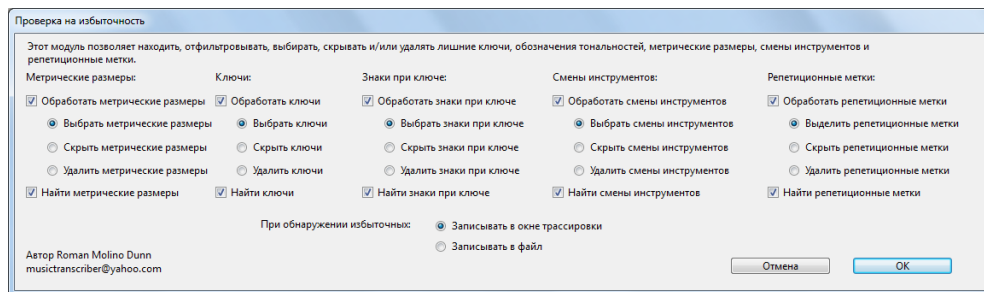 Проверка на избыточность
Этот модуль позволяет находить, отфильтровывать, выбирать, скрывать и/или удалять лишние ключи, обозначения тональностей, метрические размеры, смены инструментов и
репетиционные метки.
Метрические размеры: Ключи: Знаки при ключе: Смены инструментов: Репетиционные метки:
Обработать метрические размеры Обработать ключи Обработать знаки при ключе Обработать смены инструментов Обработать репетиционные метки
Выбрать метрические размеры Выбрать ключи Выбрать знаки при ключе Выбрать смены инструментов Выделить репетиционные метки
Скрыть метрические размеры Скрыть ключи Скрыть знаки при ключе Скрыть смены инструментов Скрыть репетиционные метки
Удалить метрические размеры Удалить ключи Удалить знаки при ключе Удалить смены инструментов Удалить репетиционные метки
Найти метрические размеры Найти ключи Найти знаки при ключе Найти смены инструментов Найти репетиционные метки
При обнаружении избыточных: Записывать в окне трассировки
Записывать в файл
Автор Roman Molino Dunn
musictranscriber@yahoo.com
Отмена OK